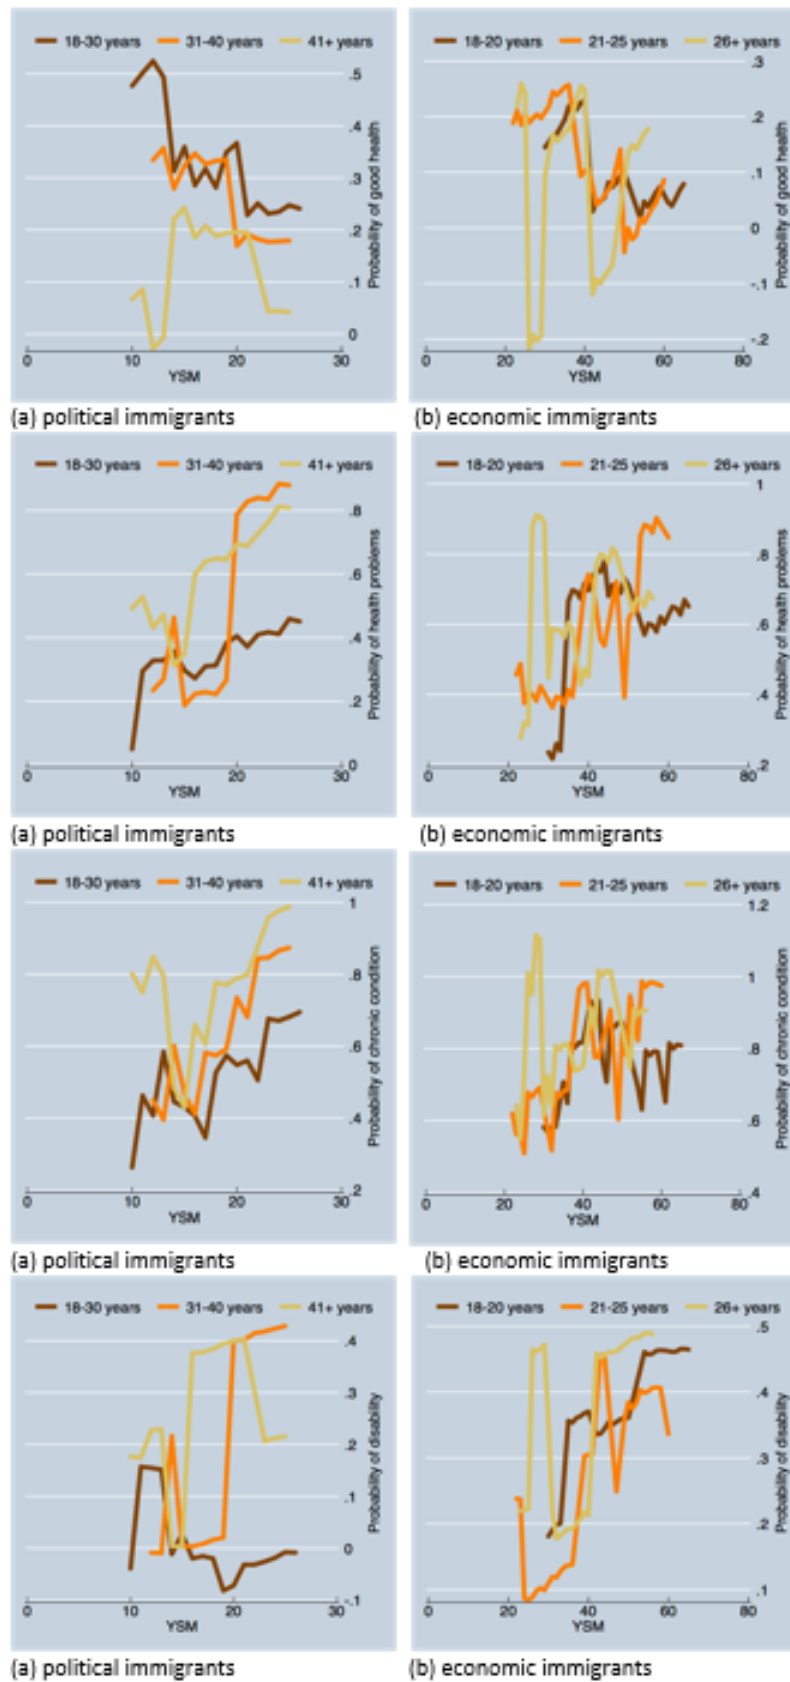 18-30 years 31-40 years 41+ years
.5
.4
.3
.2
.1
0
Probability of good health
0 10 20 30
YSM
(a) political immigrants
18-20 years 21-25 years 26+ years
.3
.2
.1
0
-.1
-.2
Probability of good health
0 20 40 60 80
YSM
(b) economic immigrants
18-30 years 31-40 years 41+ years
.8
.6
.4
.2
0
Probability of health problems
0 10 20 30
YSM
(a) political immigrants
18-20 years 21-25 years 26+ years
1
.8
.6
.4
.2
Probability of health problems
0 20 40 60 80
YSM
(b) economic immigrants
18-30 years 31-40 years 41+ years
1
.8
.6
.4
.2
Probability of chronic condition
0 10 20 30
YSM
(a) political immigrants
18-20 years 21-25 years 26+ years
1.2
1
.8
.6
.4
Probability of chronic condition
0 20 40 60 80
YSM
(b) economic immigrants
18-30 years 31-40 years 41+ years
.4
.3
.2
.1
0
-.1
Probability of disability
0 10 20 30
YSM
(a) political immigrants
18-20 years 21-25 years 26+ years
.5
.4
.3
.2
.1
Probability of disability
0 20 40 60 80
YSM
(b) economic immigrants